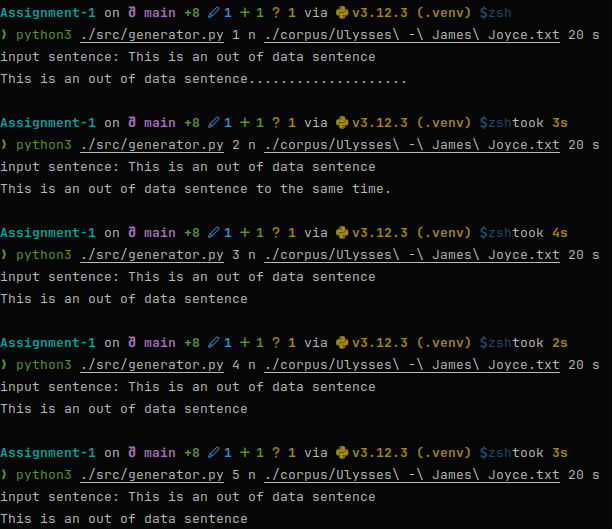 Assignment-1 on main +8 1 + 1 ? 1 via v3.12.3 (.venv) $zsh
❯ python3 ./src/generator.py 1 n ./corpus/Ulysses\ -\ James\ Joyce.txt 20 s
input sentence: This is an out of data sentence
This is an out of data sentence....................
Assignment-1 on main +8 1 + 1 ? 1 via v3.12.3 (.venv) $zshtook 3s
❯ python3 ./src/generator.py 2 n ./corpus/Ulysses\ -\ James\ Joyce.txt 20 s
input sentence: This is an out of data sentence
This is an out of data sentence to the same time.
Assignment-1 on main +8 1 + 1 ? 1 via v3.12.3 (.venv) $zshtook 4s
❯ python3 ./src/generator.py 3 n ./corpus/Ulysses\ -\ James\ Joyce.txt 20 s
input sentence: This is an out of data sentence
This is an out of data sentence
Assignment-1 on main +8 1 + 1 ? 1 via v3.12.3 (.venv) $zshtook 2s
❯ python3 ./src/generator.py 4 n ./corpus/Ulysses\ -\ James\ Joyce.txt 20 s
input sentence: This is an out of data sentence
This is an out of data sentence
Assignment-1 on main +8 1 + 1 ? 1 via v3.12.3 (.venv) $zshtook 3s
❯ python3 ./src/generator.py 5 n ./corpus/Ulysses\ -\ James\ Joyce.txt 20 s
input sentence: This is an out of data sentence
This is an out of data sentence